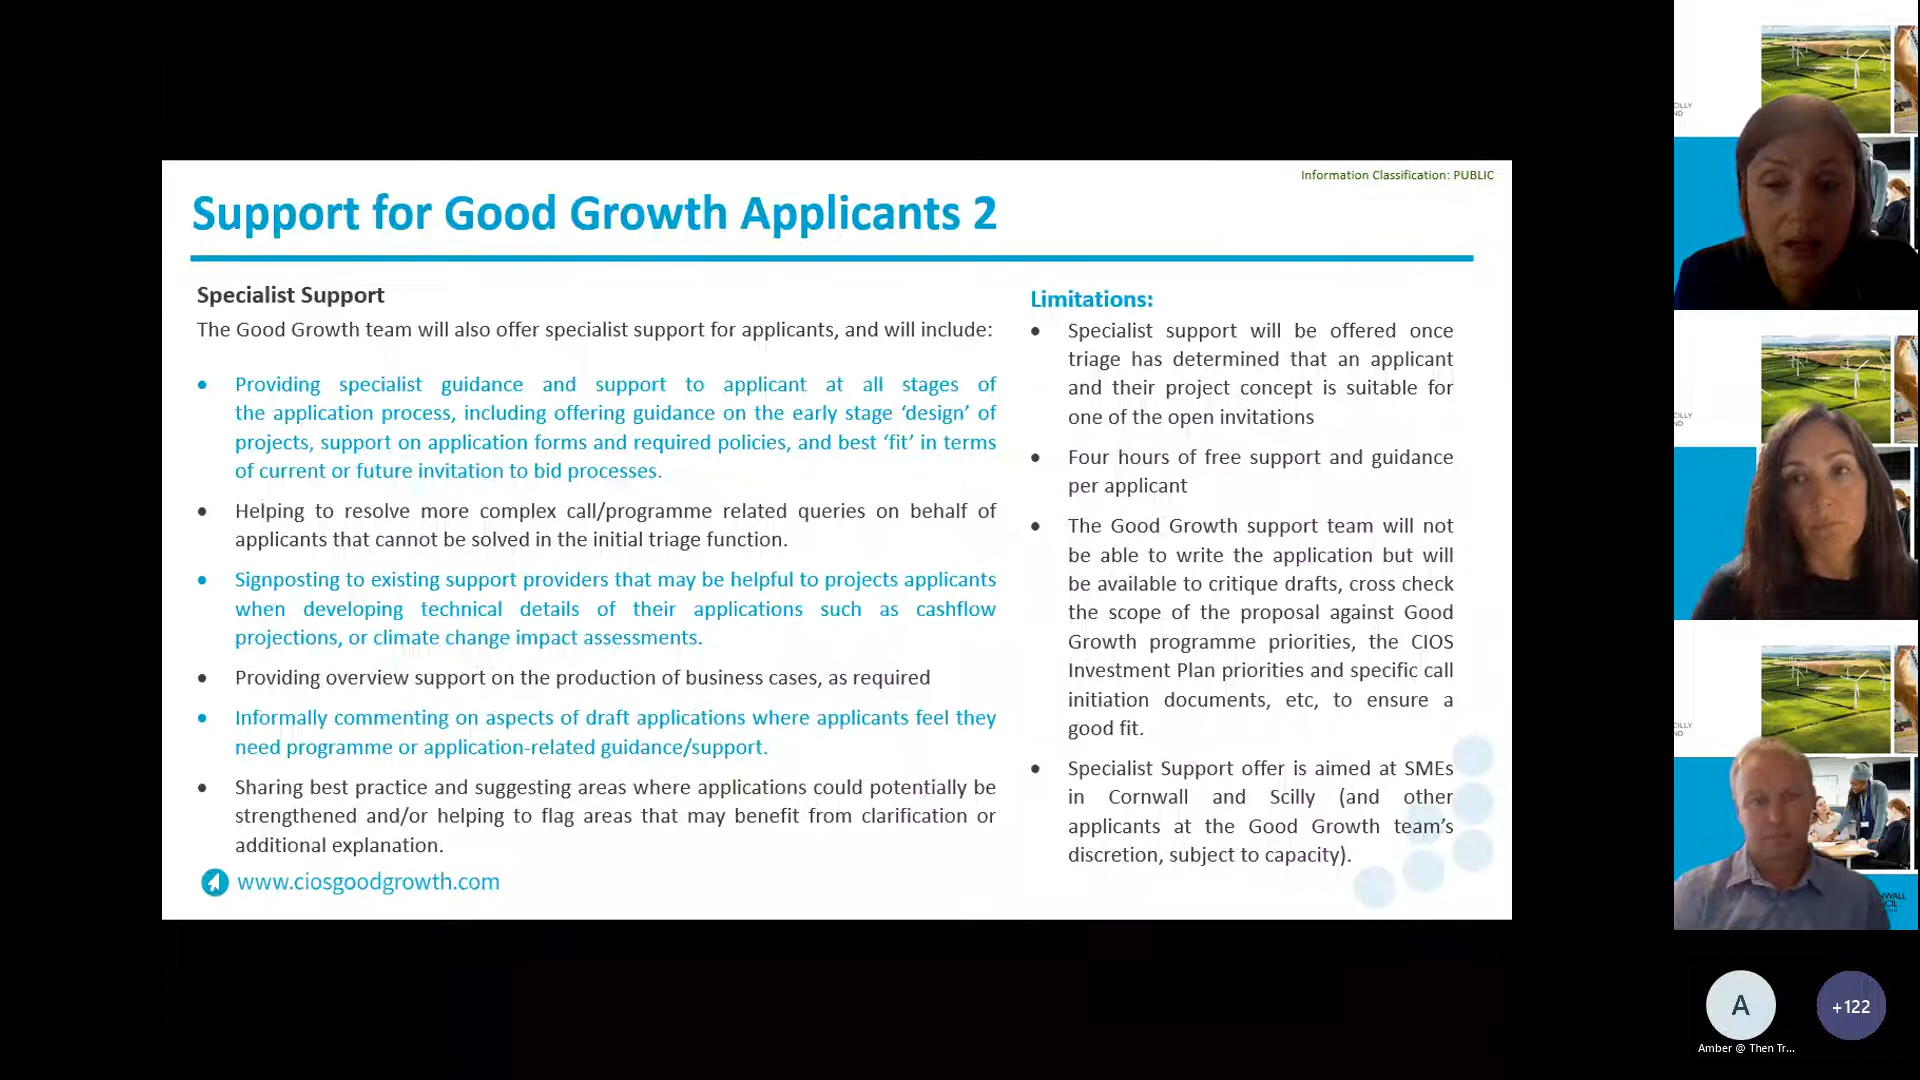 Information Classification: PUBLIC
Support for Good Growth Applicants 2
Specialist Support
The Good Growth team will also offer specialist support for applicants, and will include:
• Providing specialist guidance and support to applicant at all stages of
the application process, including offering guidance on the early stage ‘design’ of
projects, support on application forms and required policies, and best ‘fit’ in terms
of current or future invitation to bid processes.
• Helping to resolve more complex call/programme related queries on behalf of
applicants that cannot be solved in the initial triage function.
• Signposting to existing support providers that may be helpful to projects applicants
when developing technical details of their applications such as cashflow
projections, or climate change impact assessments.
• Providing overview support on the production of business cases, as required
• Informally commenting on aspects of draft applications where applicants feel they
need programme or application-related guidance/support.
• Sharing best practice and suggesting areas where applications could potentially be
strengthened and/or helping to flag areas that may benefit from clarification or
additional explanation.
www.ciosgoodgrowth.com
Limitations:
• Specialist support will be offered once
triage has determined that an applicant
and their project concept is suitable for
one of the open invitations
• Four hours of free support and guidance
per applicant
• The Good Growth support team will not
be able to write the application but will
be available to critique drafts, cross check
the scope of the proposal against Good
Growth programme priorities, the CIOS
Investment Plan priorities and specific call
initiation documents, etc, to ensure a
good fit.
• Specialist Support offer is aimed at SMEs
in Cornwall and Scilly (and other
applicants at the Good Growth team’s
discretion, subject to capacity).
CILLY
ND
CILLY
ND
CILLY
ND
NWALL
CIL
A
+122
Amber @ Then Tr...